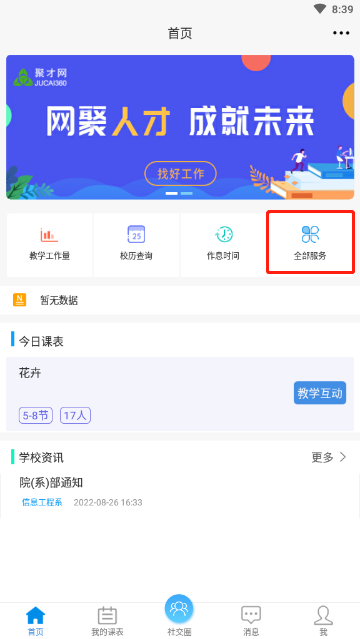 8:39
首页
聚才网
JUCAI360
网聚人才 成就未来
找好工作
教学工作量
25
校历查询
作息时间
全部服务
N
暂无数据
今日课表
花卉
教学互动
5-8节 17人
学校资讯 更多
院(系)部通知
信息工程系 2022-08-26 16:33
首页 我的课表 社交圈 消息 我